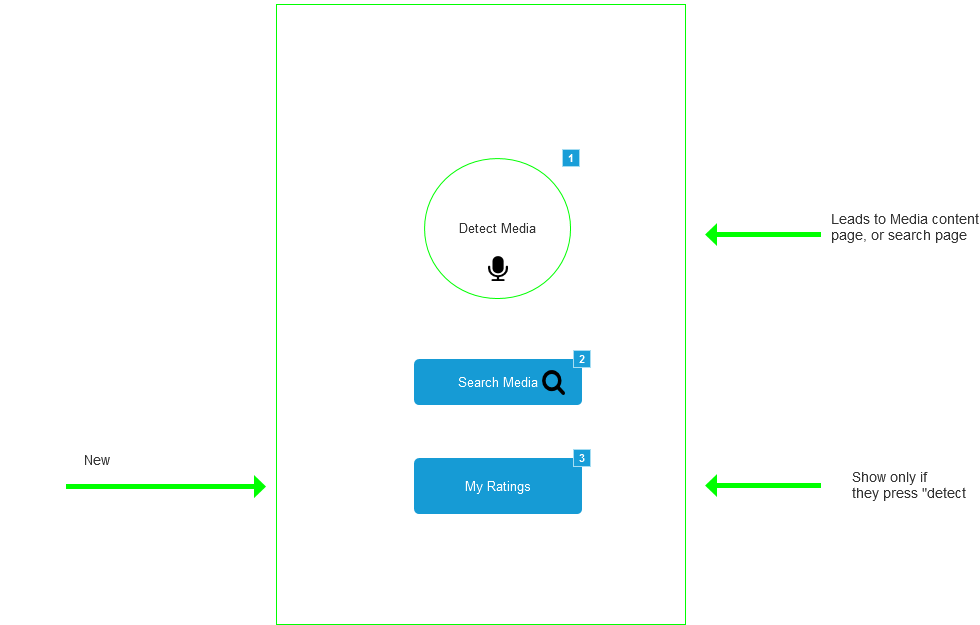 1
Detect Media
Leads to Media content
page, or search page
2
Search Media
New
3
My Ratings
Show only if
they press "detect